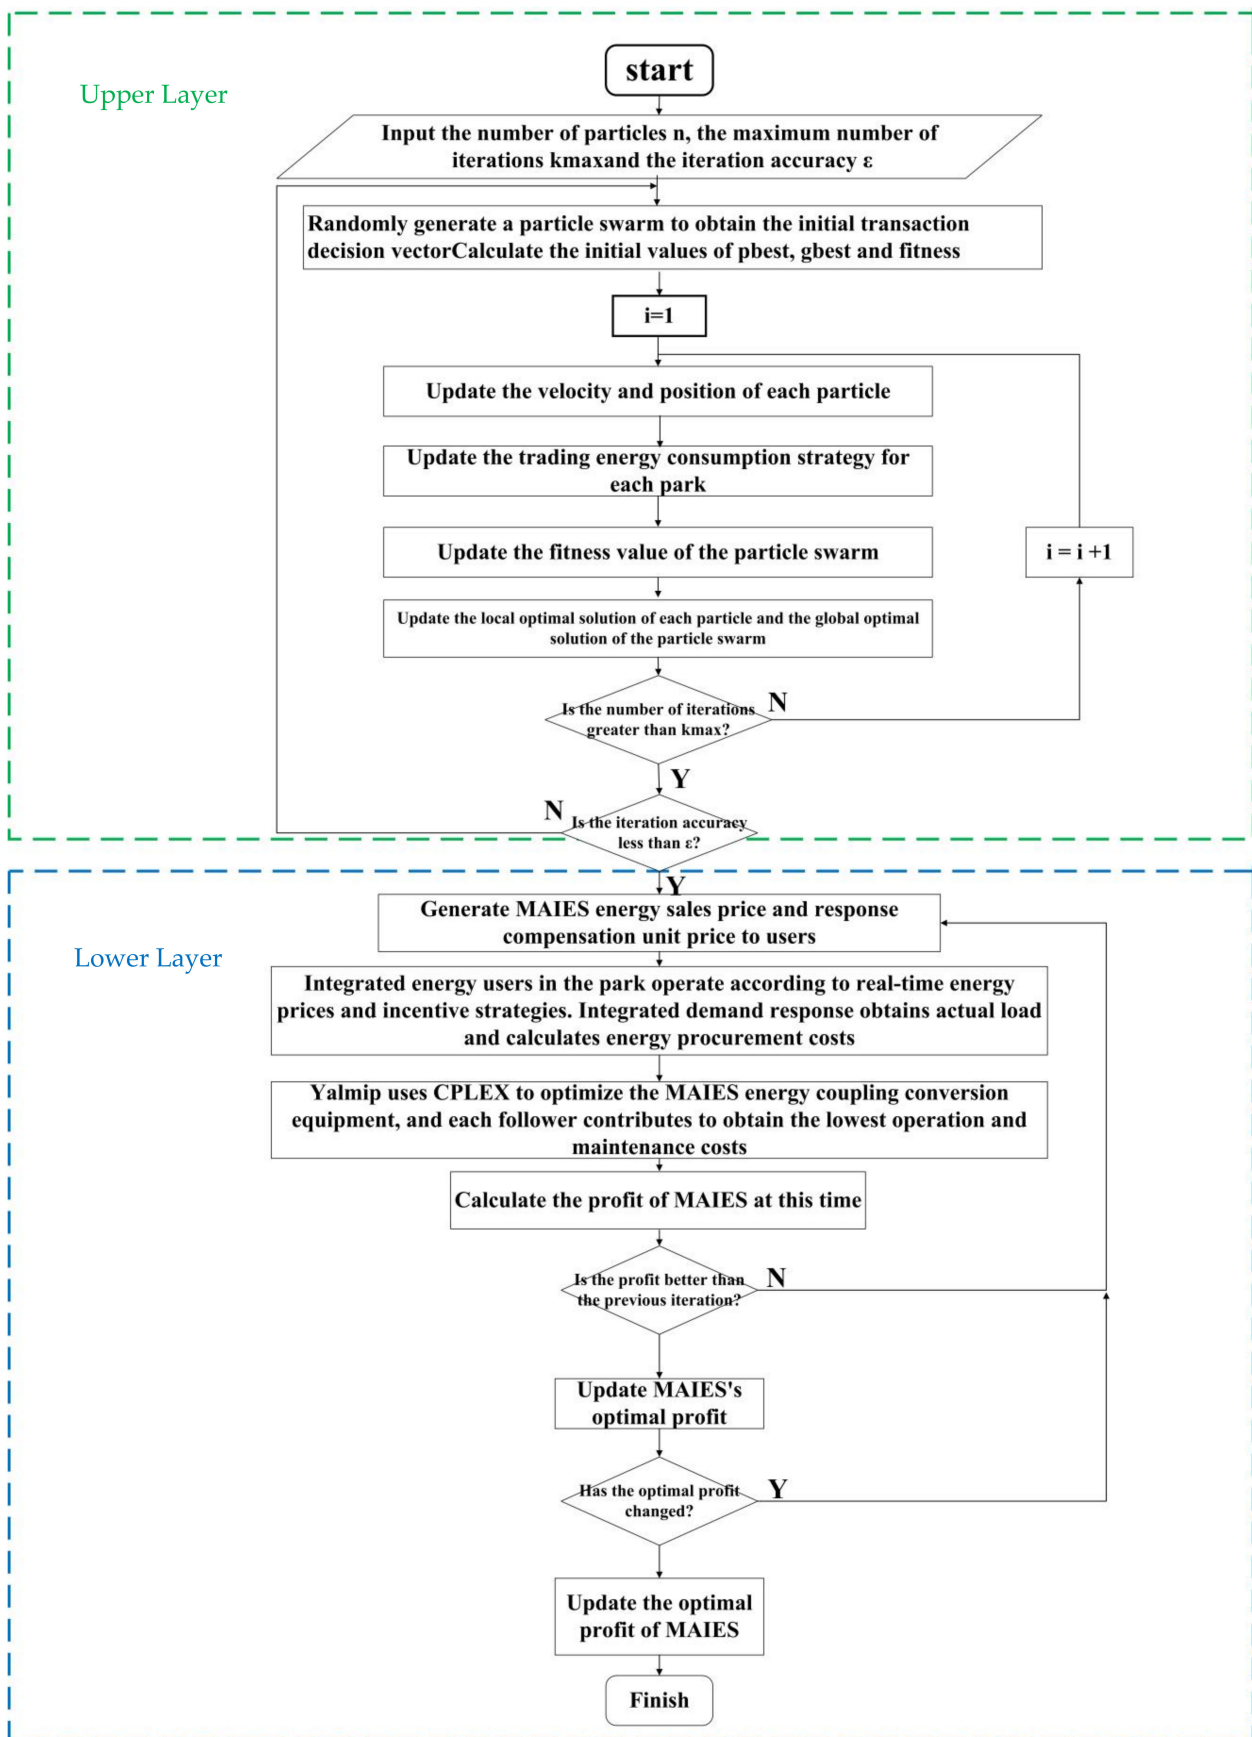 Upper Layer
start
Input the number of particles n, the maximum number of
iterations kmaxand the iteration accuracy ε
Randomly generate a particle swarm to obtain the initial transaction
decision vectorCalculate the initial values of pbest, gbest and fitness
i=1
Update the velocity and position of each particle
Update the trading energy consumption strategy for
each park
Update the fitness value of the particle swarm
i = i +1
Update the local optimal solution of each particle and the global optimal
solution of the particle swarm
Is the number of iterations
greater than kmax?
N
Y
N
Is the iteration accuracy
less than ε?
Y
Lower Layer
Generate MAIES energy sales price and response
compensation unit price to users
Integrated energy users in the park operate according to real-time energy
prices and incentive strategies. Integrated demand response obtains actual load
and calculates energy procurement costs
Yalmip uses CPLEX to optimize the MAIES energy coupling conversion
equipment, and each follower contributes to obtain the lowest operation and
maintenance costs
Calculate the profit of MAIES at this time
Is the profit better than
the previous iteration?
N
Update MAIES's
optimal profit
Has the optimal profit
changed?
Y
Update the optimal
profit of MAIES
Finish